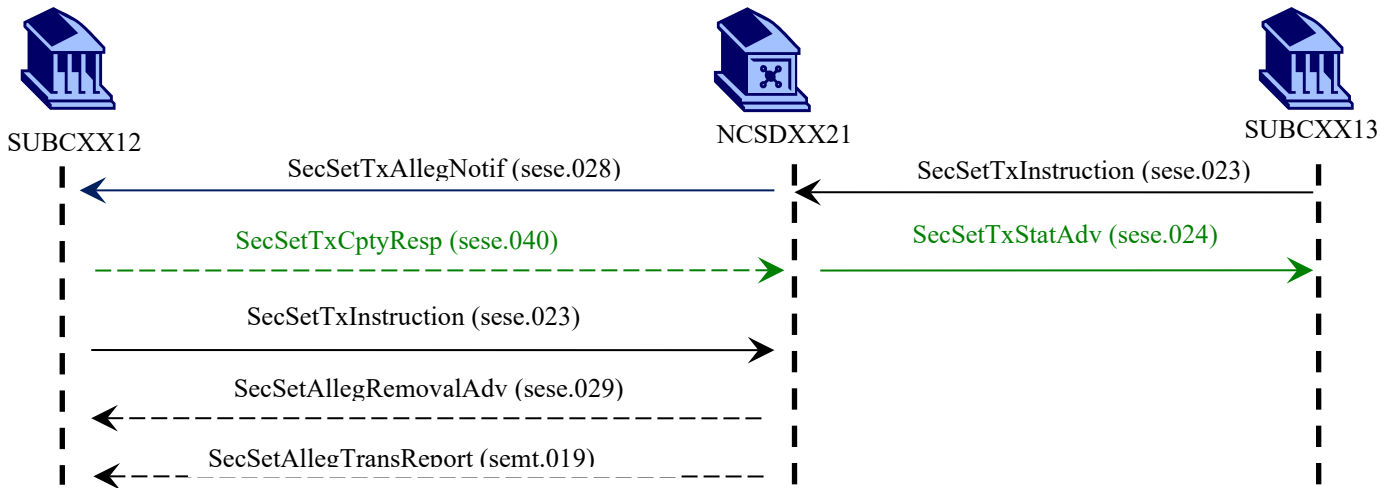 SUBCXX12
NCSDXX21
SUBCXX13
SecSetTxAllegNotif (sese.028)
SecSetTxInstruction (sese.023)
SecSetTxCptyResp (sese.040)
SecSetTxStatAdv (sese.024)
SecSetTxInstruction (sese.023)
SecSetAllegRemovalAdv (sese.029)
SecSetAllegTransReport (semt.019)